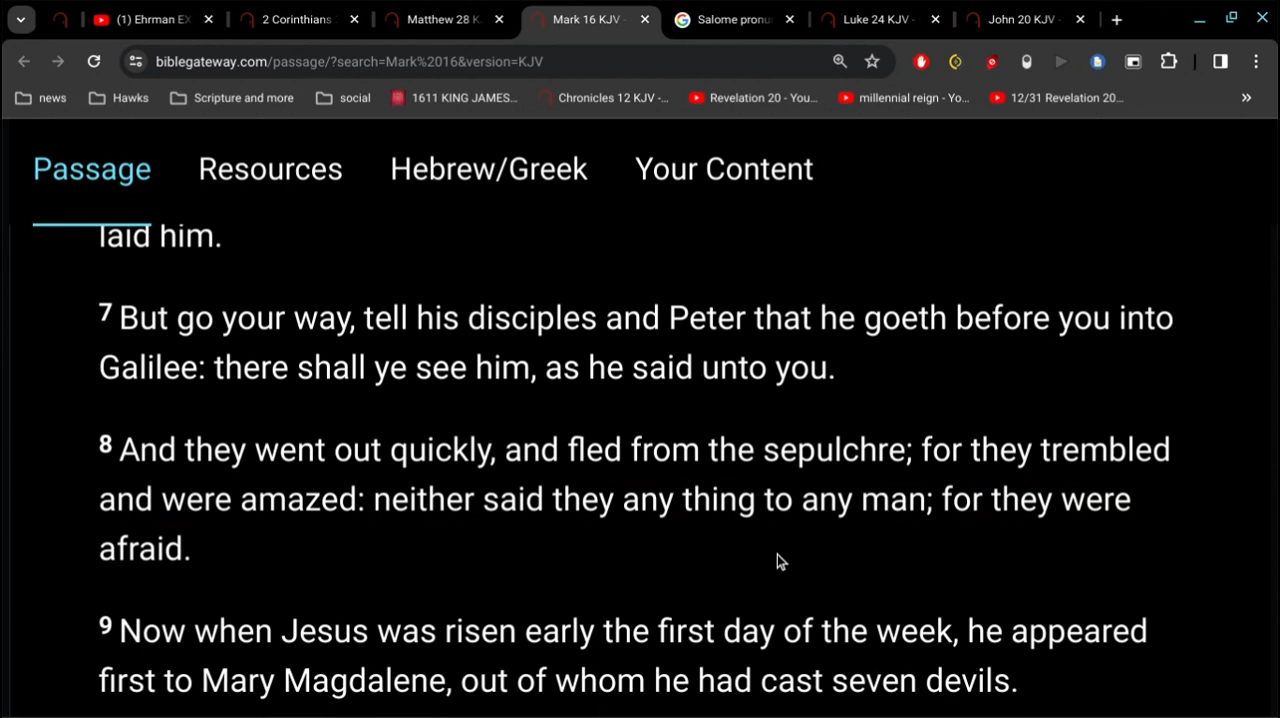 (1) Ehrman EX
2 Corinthians
Matthew 28 K
Mark 16 KJV -
Salome pronu
Luke 24 KJV -
John 20 KJV -
biblegateway.com/passage/?search=Mark%2016&version=KJV
news
Hawks
Scripture and more
social
1611 KING JAMES...
Chronicles 12 KJV -...
Revelation 20 - You...
millennial reign - Yo...
12/31 Revelation 20...
Passage
Resources
Hebrew/Greek
Your Content
laid him.
7 But go your way, tell his disciples and Peter that he goeth before you into
Galilee: there shall ye see him, as he said unto you.
8 And they went out quickly, and fled from the sepulchre; for they trembled
and were amazed: neither said they any thing to any man; for they were
afraid.
9 Now when Jesus was risen early the first day of the week, he appeared
first to Mary Magdalene, out of whom he had cast seven devils.